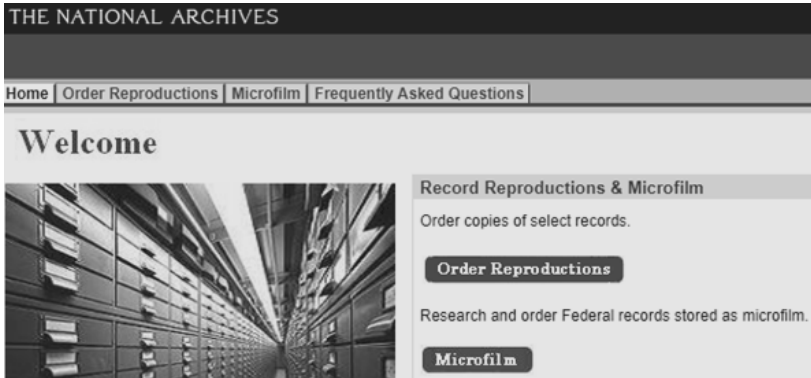 THE NATIONAL ARCHIVES
Home Order Reproductions Microfilm Frequently Asked Questions
Welcome
Record Reproductions & Microfilm
Order copies of select records.
Order Reproductions
Research and order Federal records stored as microfilm.
Microfilm